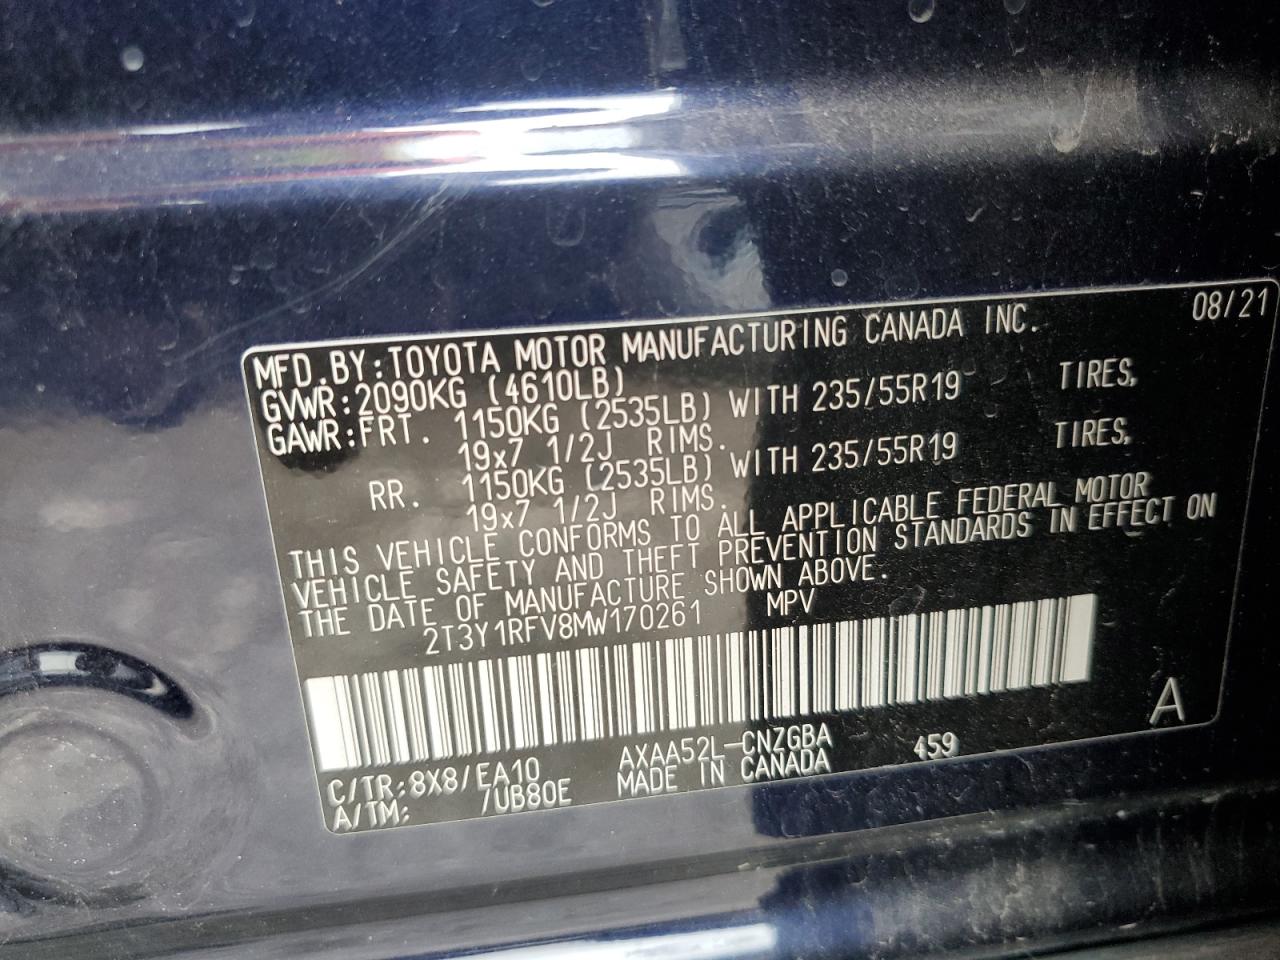 08/21
MFD.BY:TOYOTA MOTOR MANUFACTURING CANADA INC.
GVWR:2090KG (4610LB)
GAWR:FRT. 1150KG (2535LB) WITH 235/55R19 TIRES,
19x7 1/2J RIMS.
RR. 1150KG (2535LB) WITH 235/55R19 TIRES,
19x7 1/2J RIMS.
THIS VEHICLE CONFORMS TO ALL APPLICABLE FEDERAL MOTOR
VEHICLE SAFETY AND THEFT PREVENTION STANDARDS IN EFFECT ON
THE DATE OF MANUFACTURE SHOWN ABOVE.
2T3Y1RFV8MW170261 MPV
A
C/TR:8X8/EA10 AXAA52L-CNZGBA 459
A/TM: /UB80E MADE IN CANADA